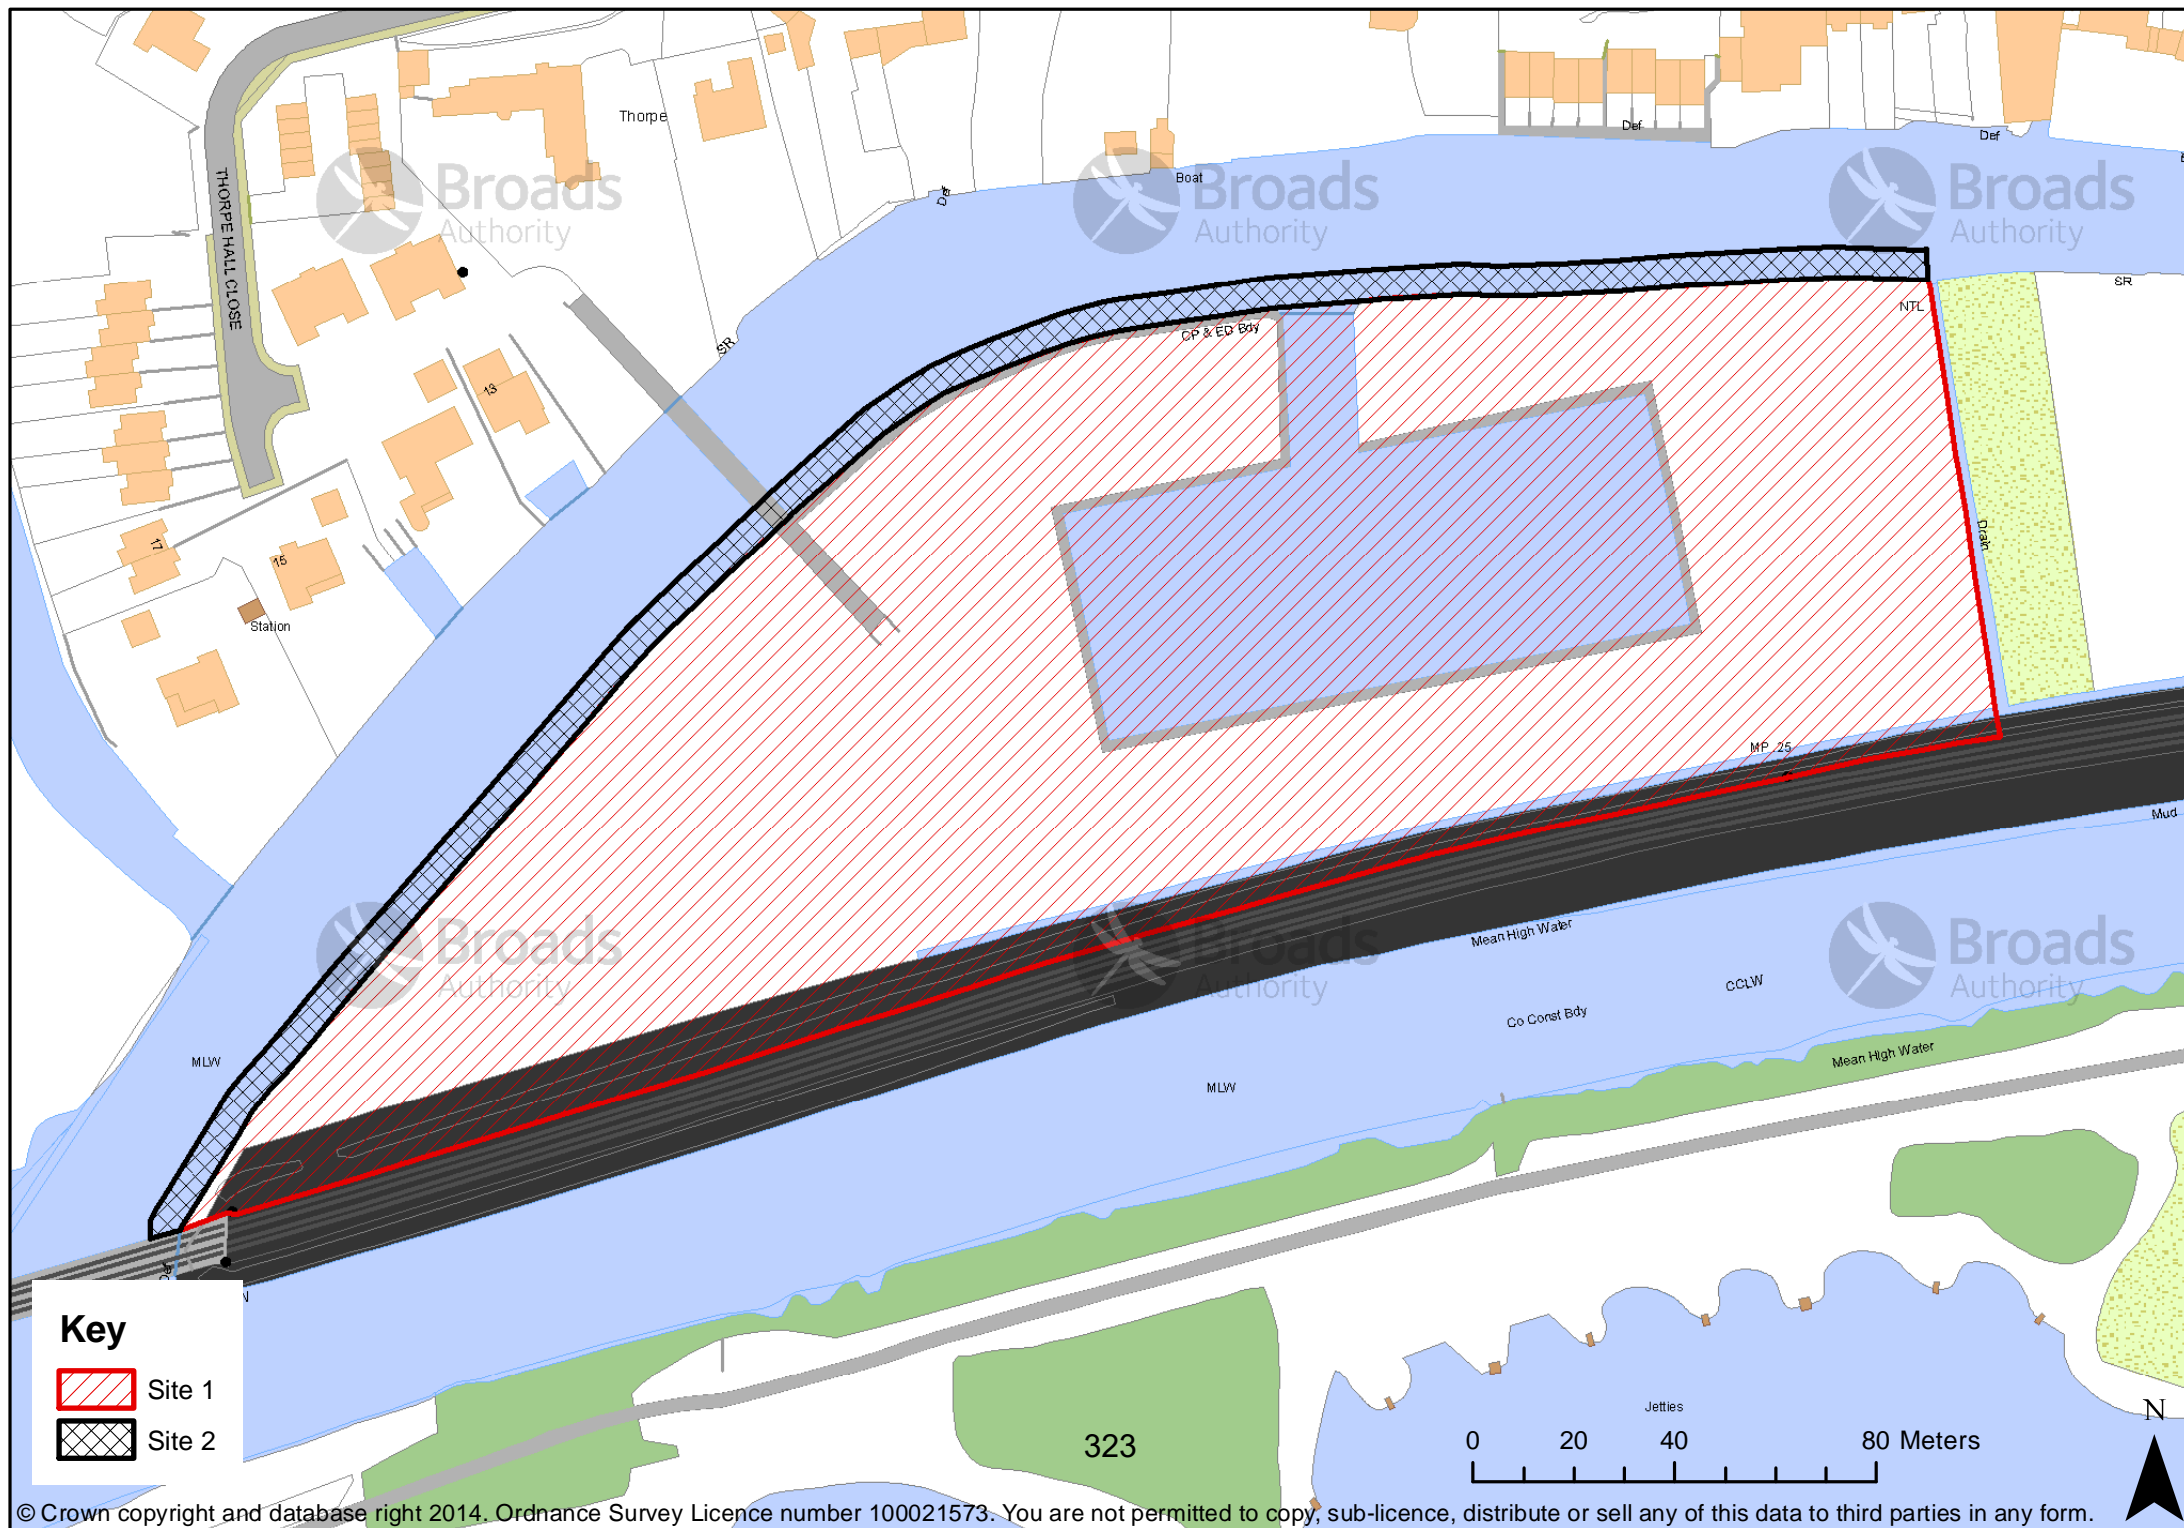 Thorpe
Def
Def
Boat
Def
Broads
Authority
Broads
Authority
Broads
Authority
THORPE HALL CLOSE
SR
NTL
SR
CP & ED Bdy
13
Drain
17
15
Station
MP .25
Mud
Broads
Authority
Broads
Authority
Broads
Authority
Mean High Water
CCLW
Co Const Bdy
Mean High Water
MLW
MLW
Key
Site 1
Site 2
323
Jetties
N
0 20 40 80 Meters
© Crown copyright and database right 2014. Ordnance Survey Licence number 100021573. You are not permitted to copy, sub-licence, distribute or sell any of this data to third parties in any form.